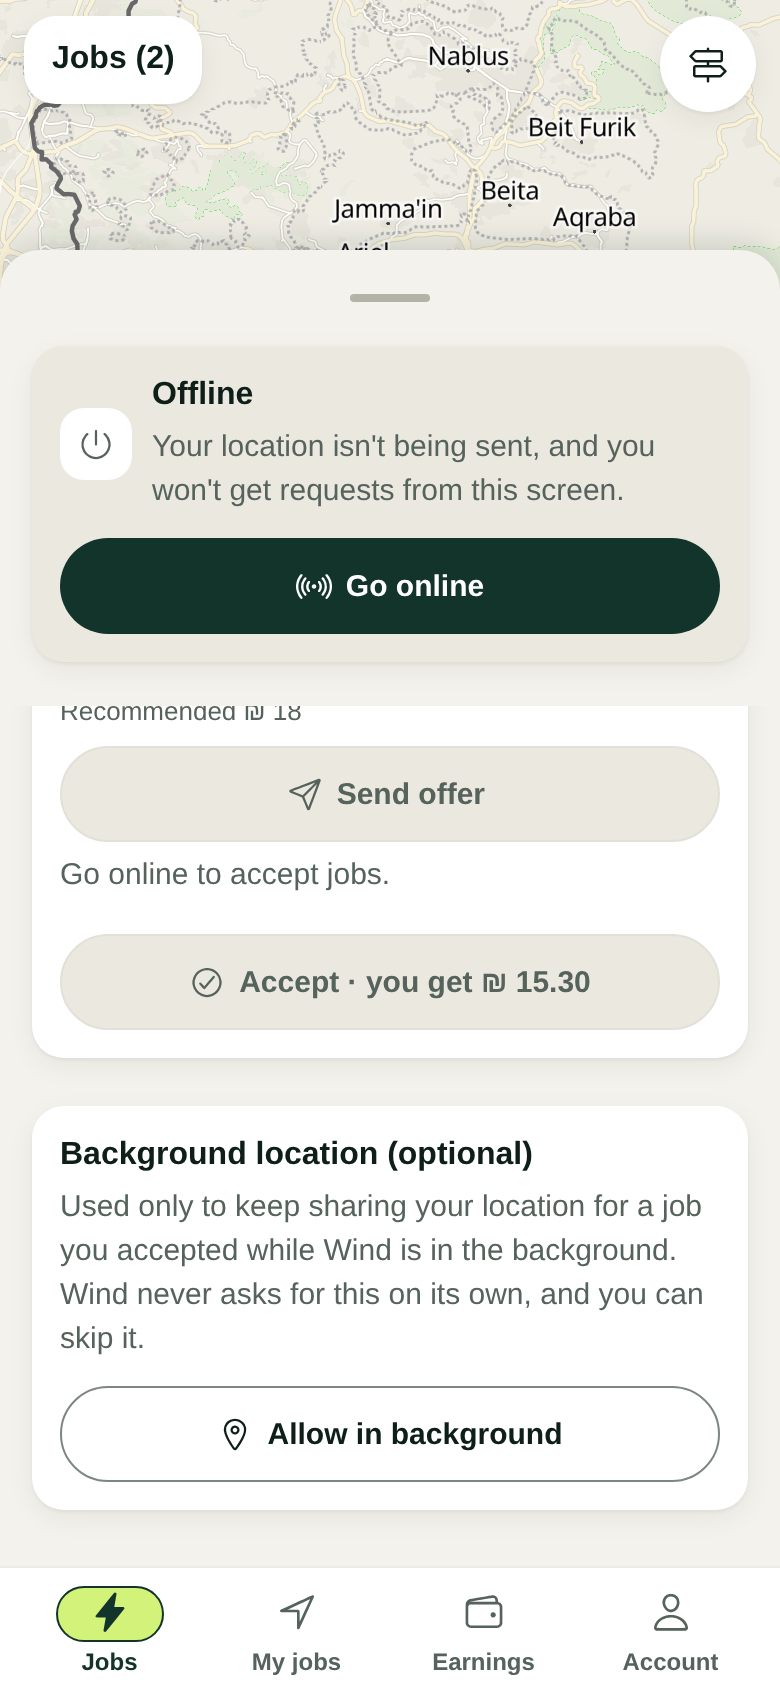 Jobs (2)
Nablus
Beit Furik
Beita
Jamma'in
Aqraba
Ariel
Offline
Your location isn't being sent, and you
won't get requests from this screen.
Go online
Recommended ₪ 18
Send offer
Go online to accept jobs.
Accept · you get ₪ 15.30
Background location (optional)
Used only to keep sharing your location for a job
you accepted while Wind is in the background.
Wind never asks for this on its own, and you can
skip it.
Allow in background
Jobs
My jobs
Earnings
Account